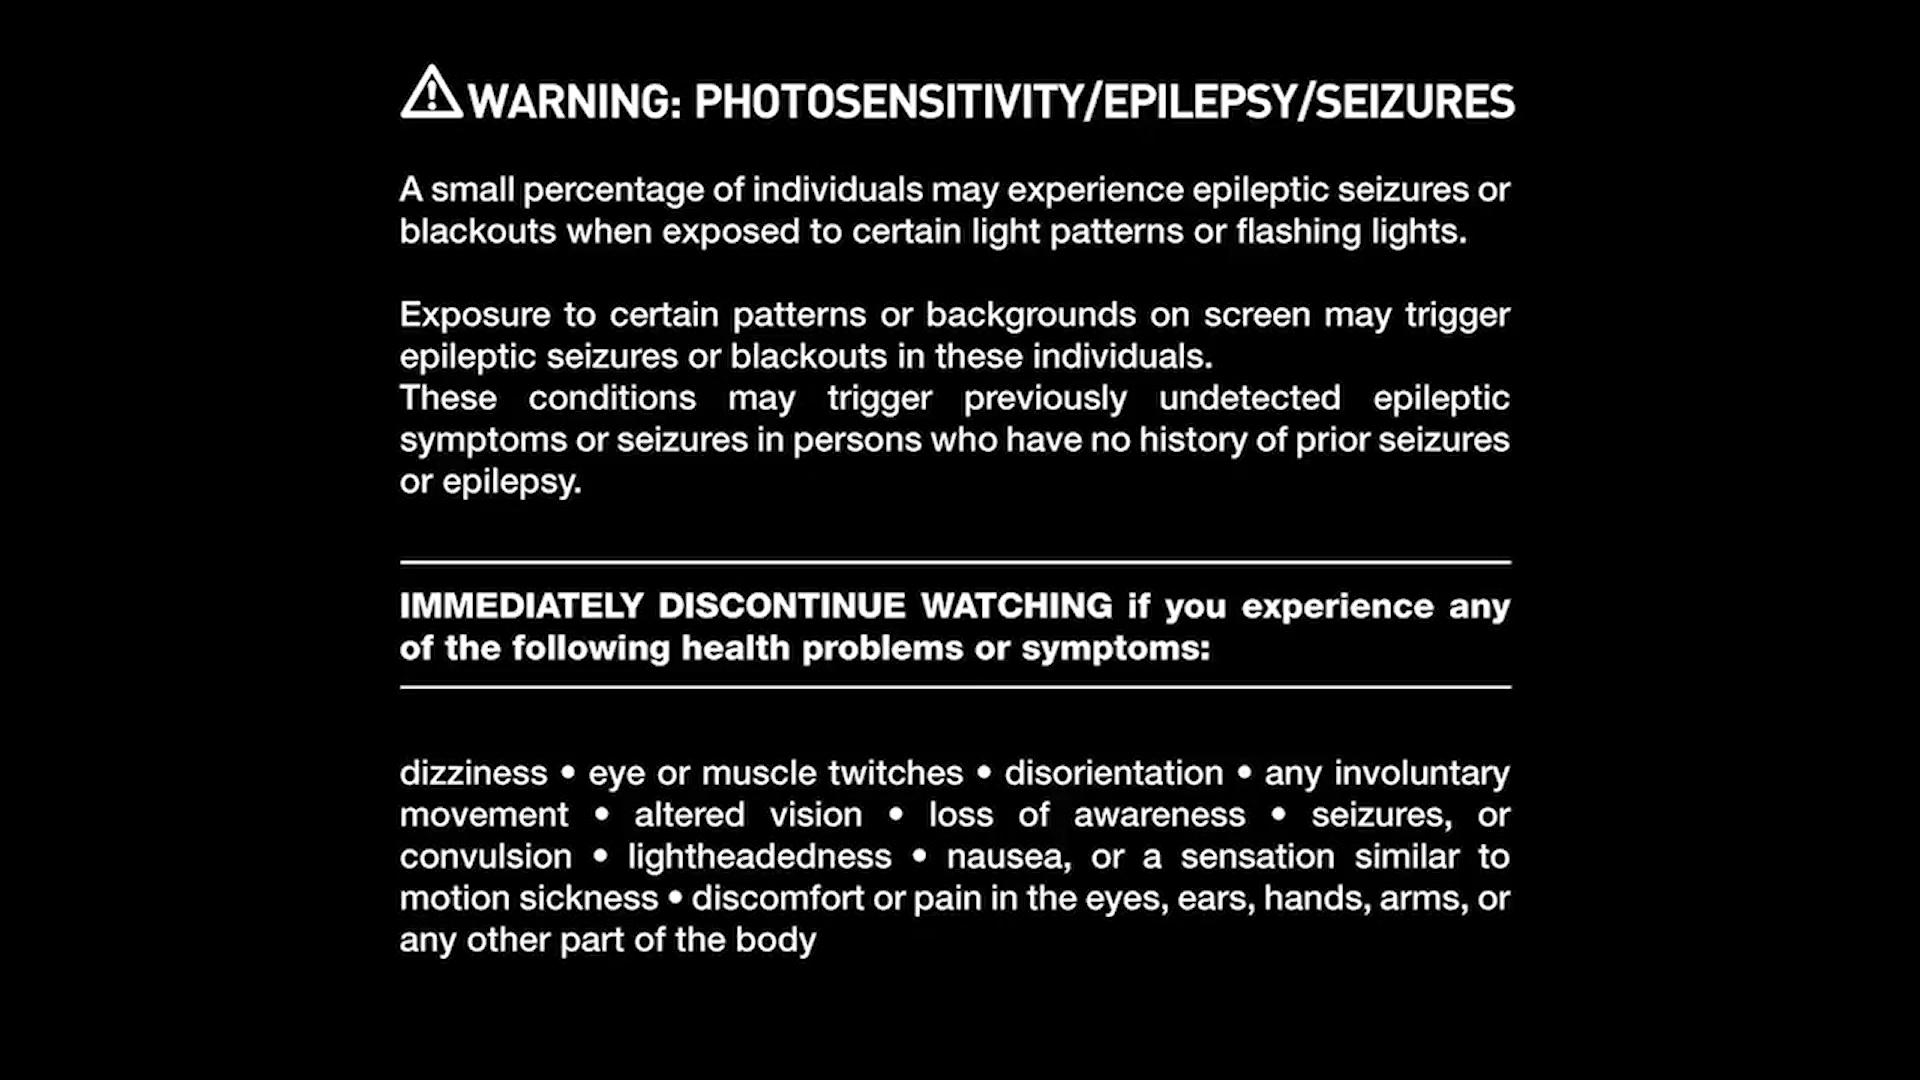 WARNING: PHOTOSENSITIVITY/EPILEPSY/SEIZURES
A small percentage of individuals may experience epileptic seizures or
blackouts when exposed to certain light patterns or flashing lights.
Exposure to certain patterns or backgrounds on screen may trigger
epileptic seizures or blackouts in these individuals.
These conditions may trigger previously undetected epileptic
symptoms or seizures in persons who have no history of prior seizures
or epilepsy.
IMMEDIATELY DISCONTINUE WATCHING if you experience any
of the following health problems or symptoms:
dizziness • eye or muscle twitches • disorientation • any involuntary
movement • altered vision • loss of awareness • seizures, or
convulsion • lightheadedness • nausea, or a sensation similar to
motion sickness • discomfort or pain in the eyes, ears, hands, arms, or
any other part of the body